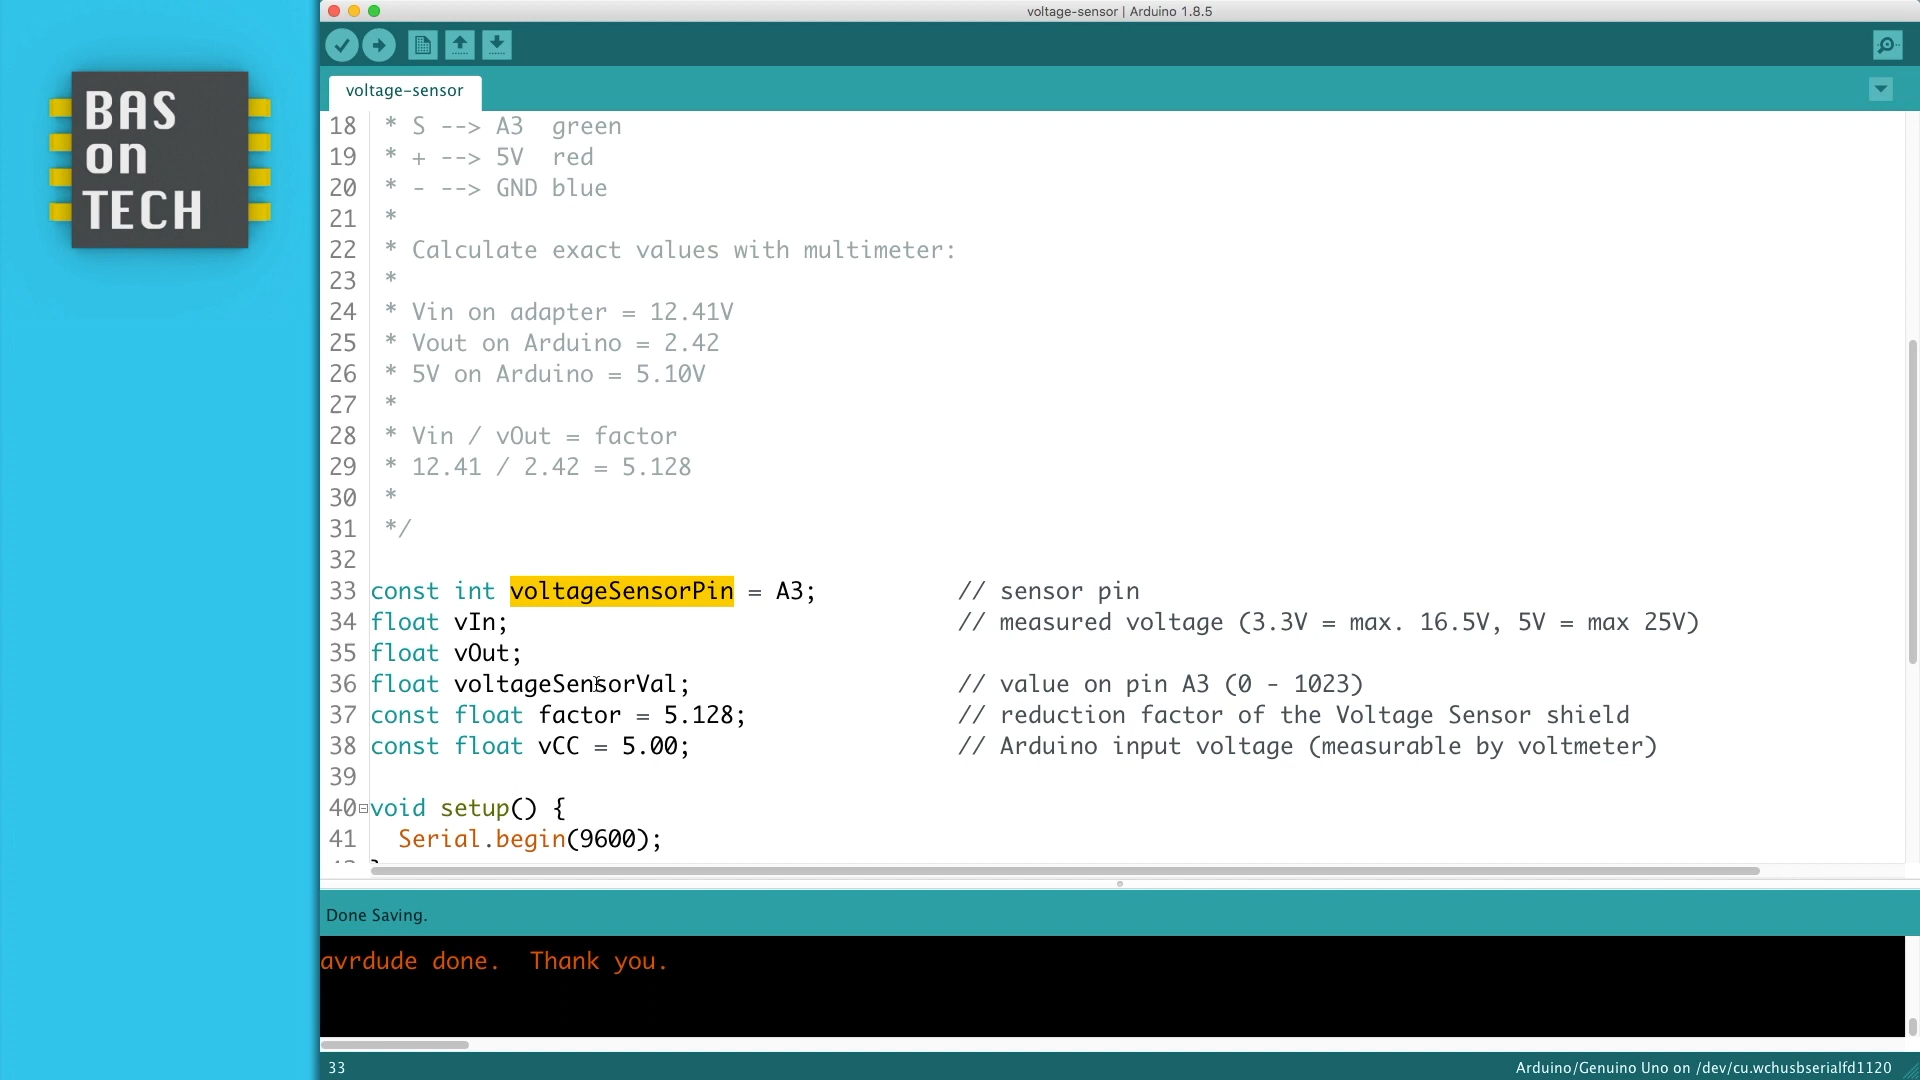 BAS
on
TECH
voltage-sensor | Arduino 1.8.5
voltage-sensor
18 * S --> A3  green
19 * + --> 5V  red
20 * - --> GND blue
21 *
22 * Calculate exact values with multimeter:
23 *
24 * Vin on adapter = 12.41V
25 * Vout on Arduino = 2.42
26 * 5V on Arduino = 5.10V
27 *
28 * Vin / vOut = factor
29 * 12.41 / 2.42 = 5.128
30 *
31 */
32
33 const int voltageSensorPin = A3;          // sensor pin
34 float vIn;                                // measured voltage (3.3V = max. 16.5V, 5V = max 25V)
35 float vOut;
36 float voltageSensorVal;                   // value on pin A3 (0 - 1023)
37 const float factor = 5.128;               // reduction factor of the Voltage Sensor shield
38 const float vCC = 5.00;                   // Arduino input voltage (measurable by voltmeter)
39
40 void setup() {
41   Serial.begin(9600);
Done Saving.
avrdude done.  Thank you.
33
Arduino/Genuino Uno on /dev/cu.wchusbserialfd1120